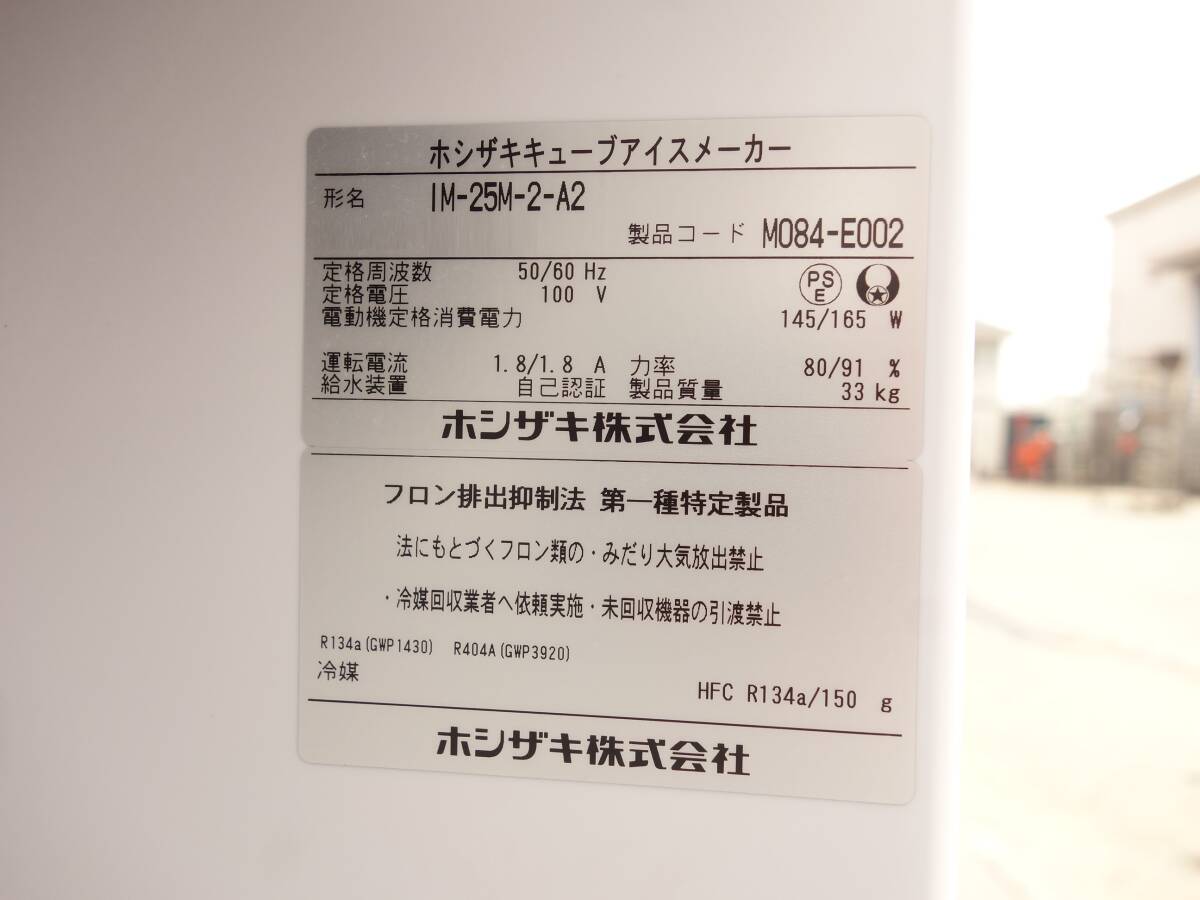 ホシザキキューブアイスメーカー
形名 IM-25M-2-A2
製品コード M084-E002
定格周波数 50/60 Hz
定格電圧 100 V
PS E
電動機定格消費電力 145/165 W
運転電流 1.8/1.8 A 力率 80/91 %
給水装置 自己認証 製品質量 33 kg
ホシザキ株式会社
フロン排出抑制法 第一種特定製品
法にもとづくフロン類の・みだり大気放出禁止
・冷媒回収業者へ依頼実施・未回収機器の引渡禁止
R134a(GWP1430) R404A(GWP3920)
冷媒 HFC R134a/150 g
ホシザキ株式会社